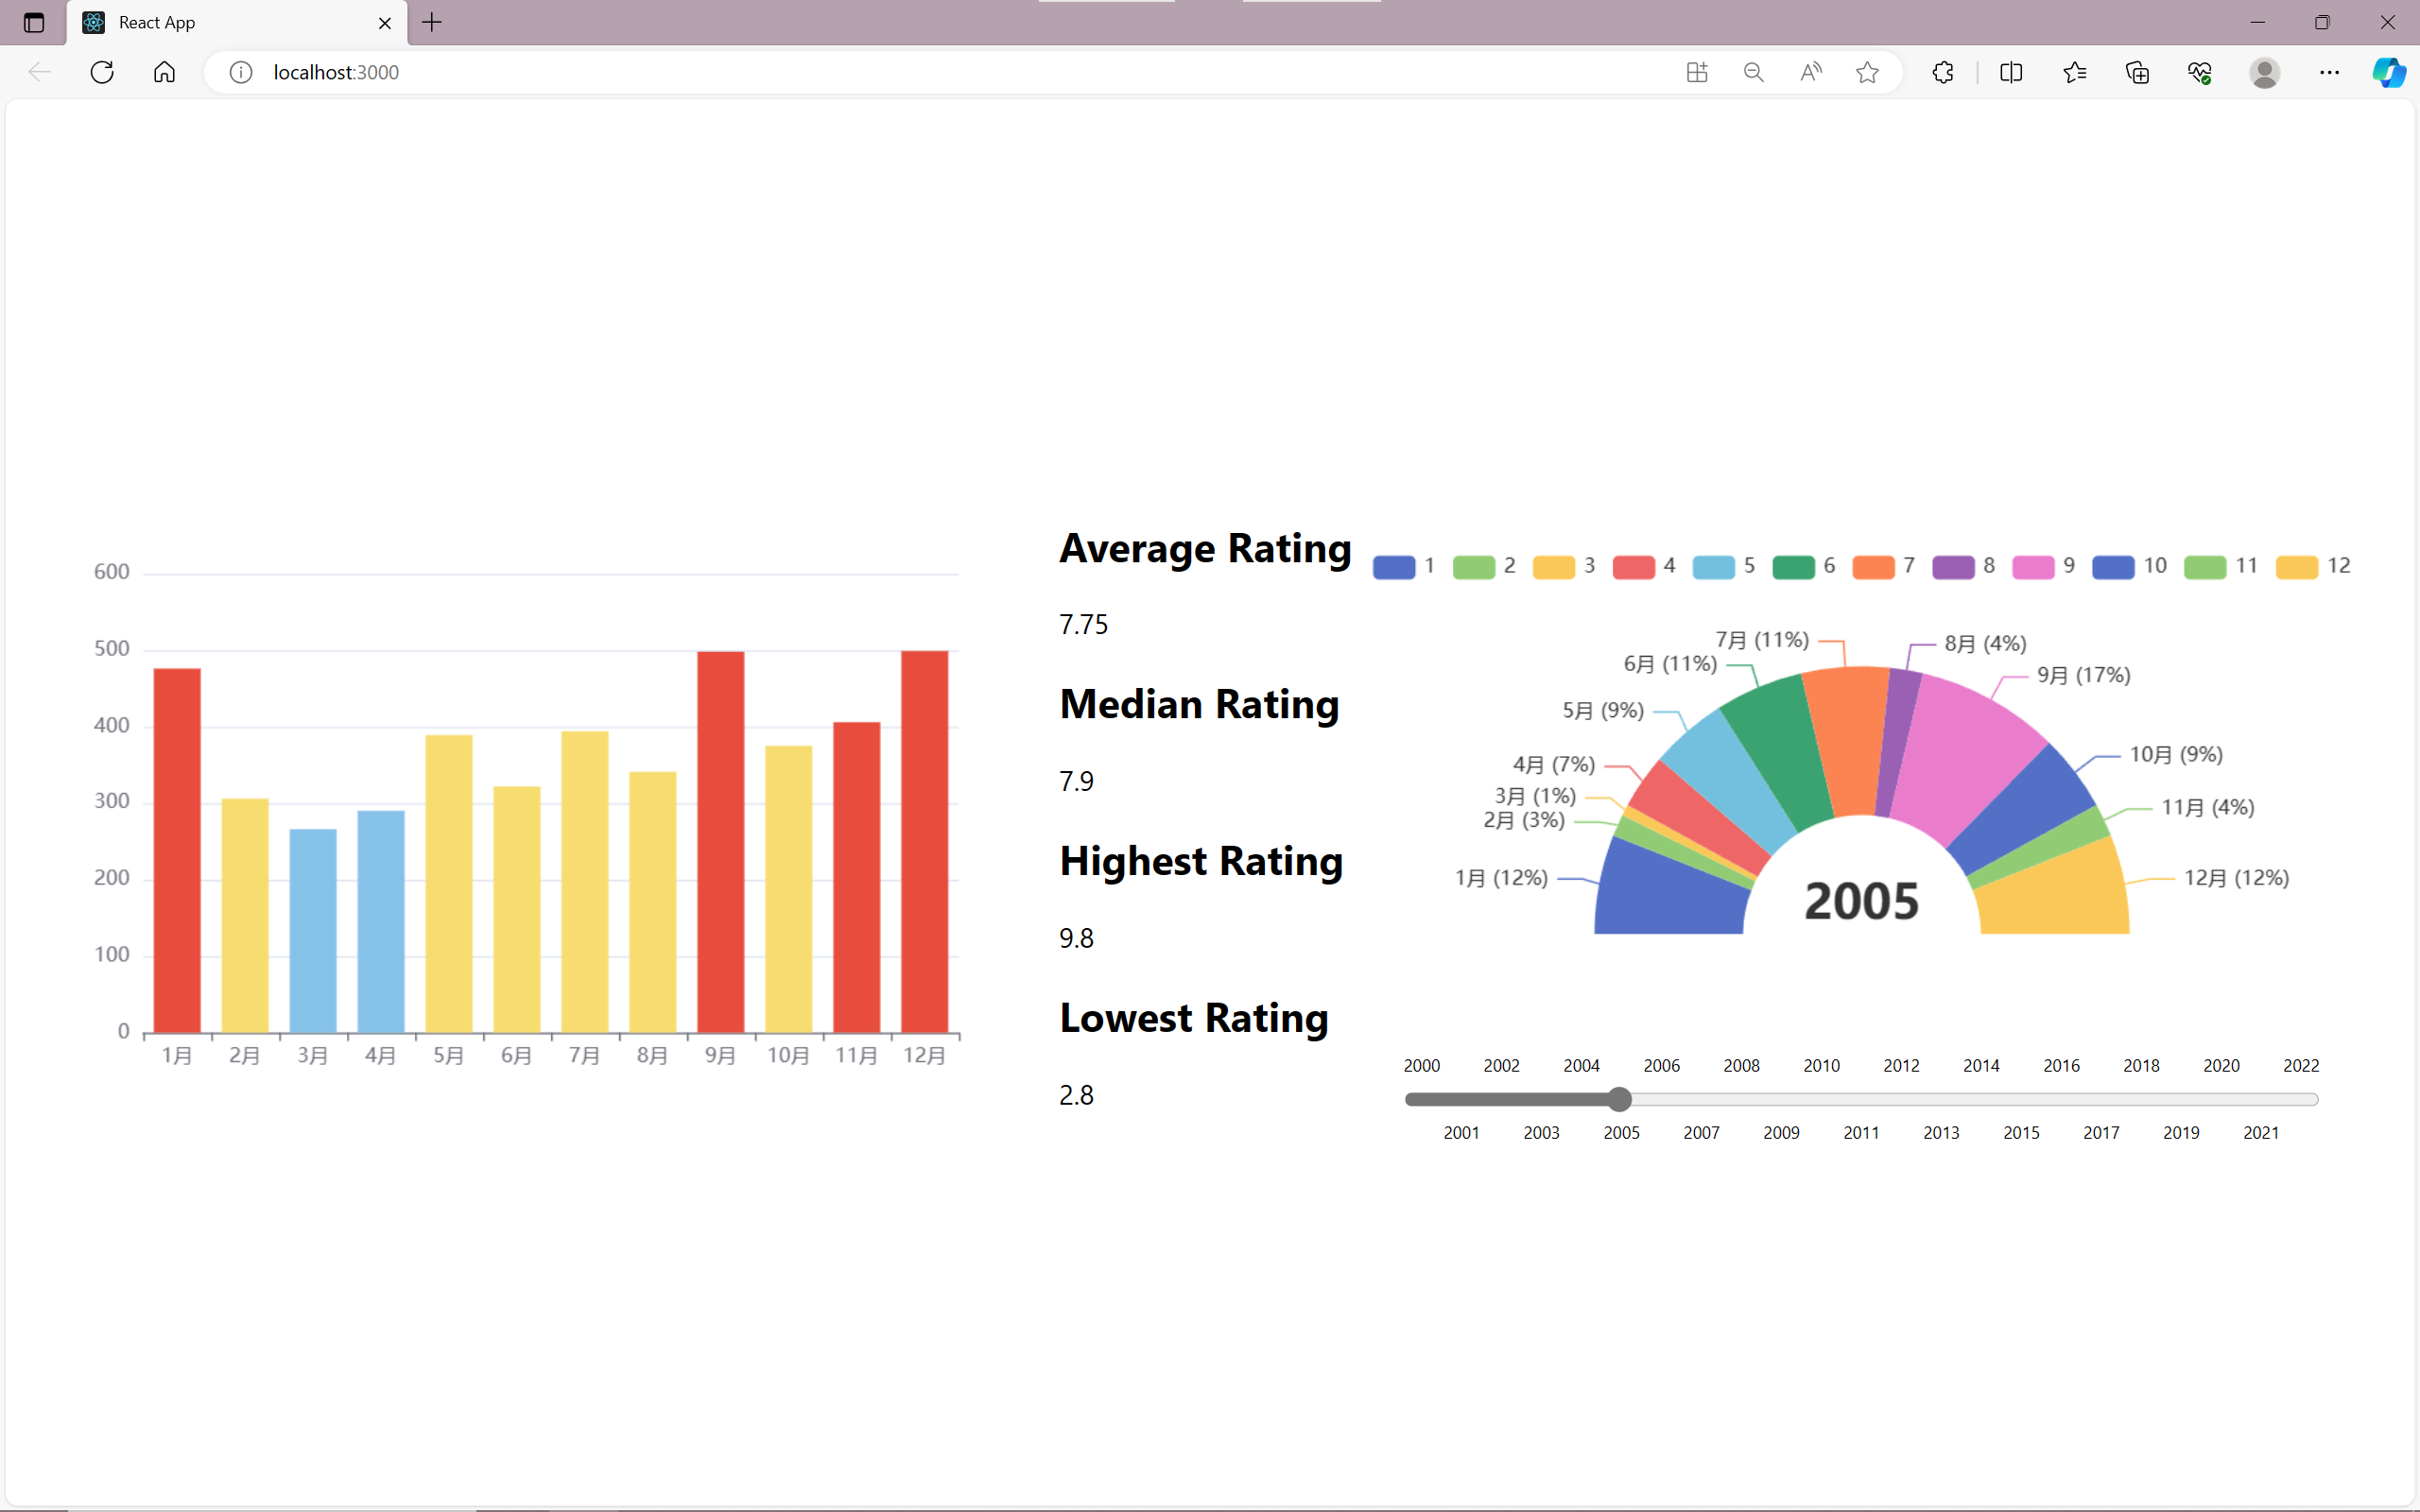 React App
localhost:3000
600
500
400
300
200
100
0
1月 2月 3月 4月 5月 6月 7月 8月 9月 10月 11月 12月
Average Rating
7.75
Median Rating
7.9
Highest Rating
9.8
Lowest Rating
2.8
1 2 3 4 5 6 7 8 9 10 11 12
7月 (11%)
8月 (4%)
6月 (11%)
9月 (17%)
5月 (9%)
10月 (9%)
4月 (7%)
3月 (1%)
11月 (4%)
2月 (3%)
1月 (12%)
12月 (12%)
2005
2000 2002 2004 2006 2008 2010 2012 2014 2016 2018 2020 2022
2001 2003 2005 2007 2009 2011 2013 2015 2017 2019 2021